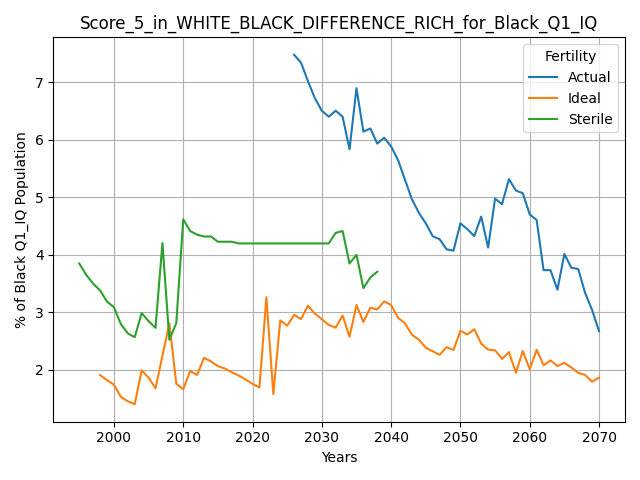 Score_5_in_WHITE_BLACK_DIFFERENCE_RICH_for_Black_Q1_IQ
Fertility
Actual
Ideal
Sterile
% of Black Q1_IQ Population
7
6
5
4
3
2
2000 2010 2020 2030 2040 2050 2060 2070
Years